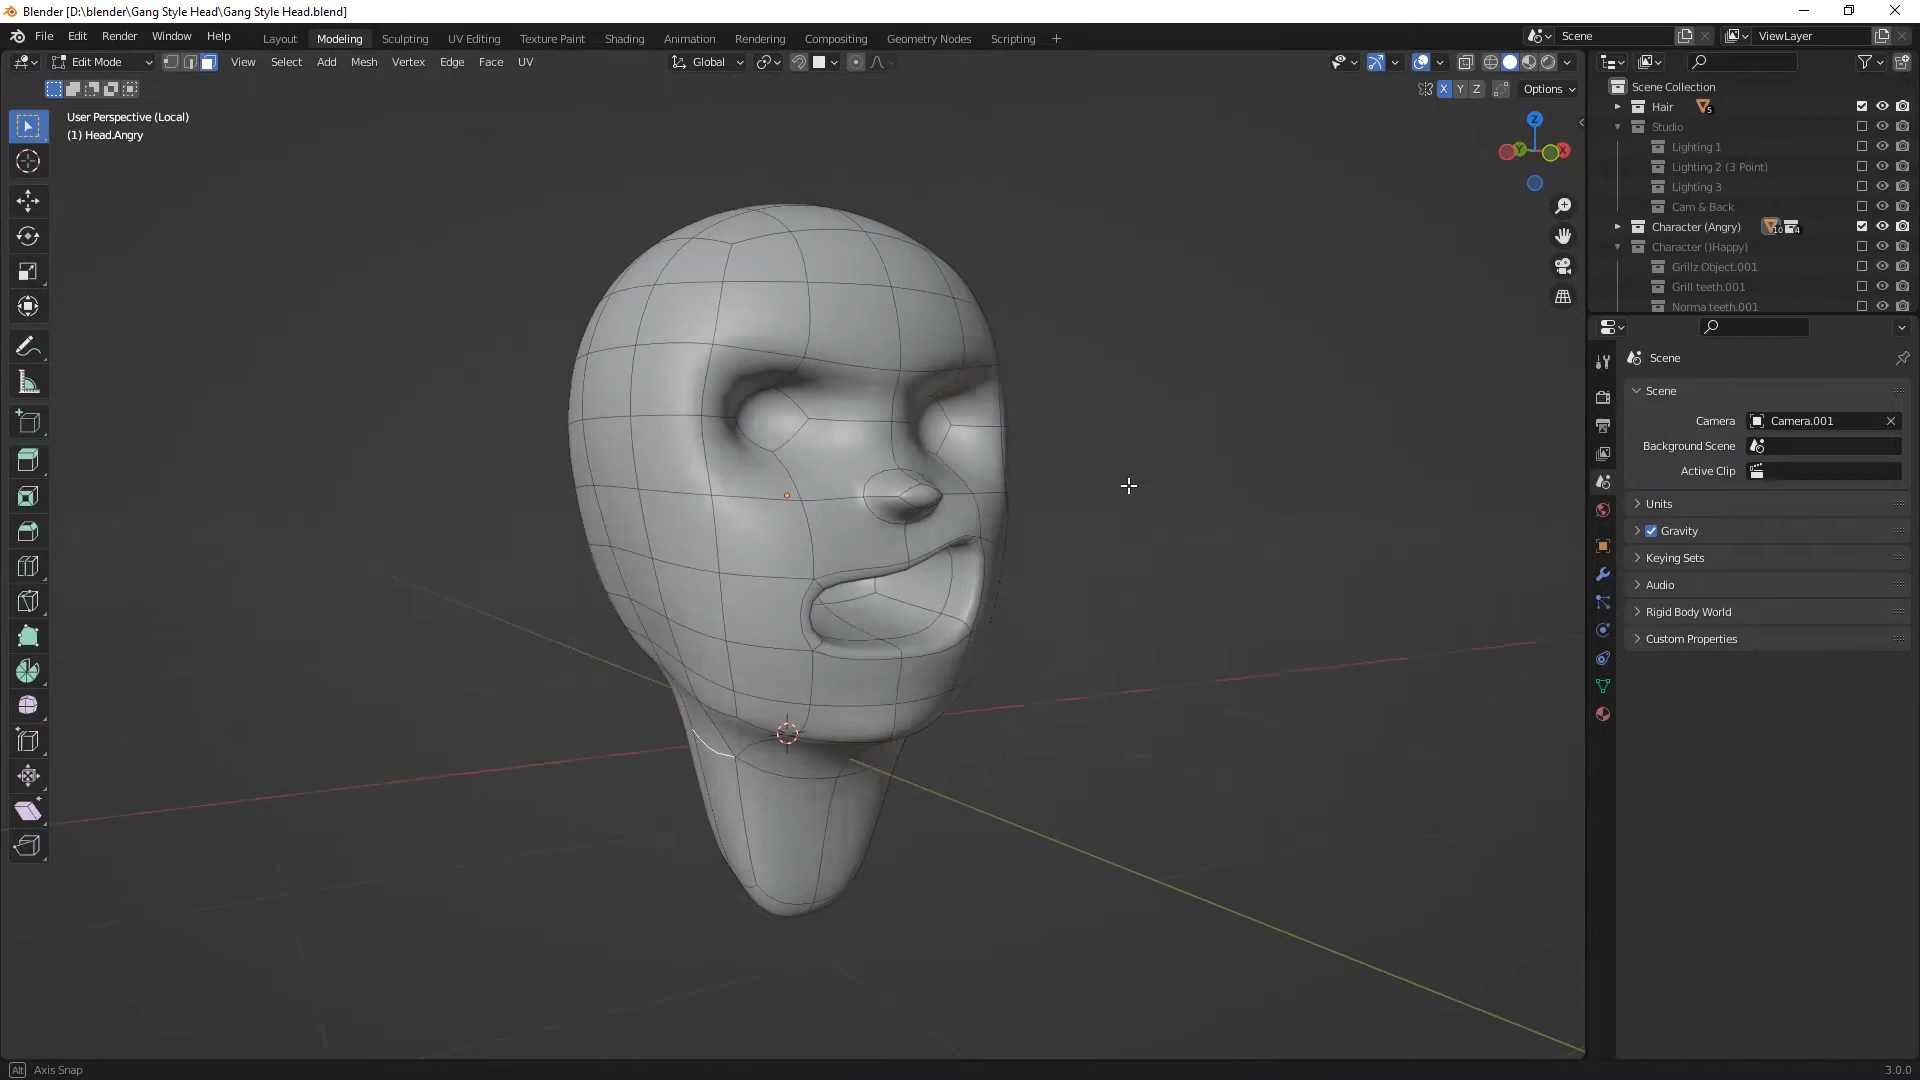 Blender [D:\blender\Gang Style Head\Gang Style Head.blend]
File Edit Render Window Help
Layout Modeling Sculpting UV Editing Texture Paint Shading Animation Rendering Compositing Geometry Nodes Scripting +
Scene
ViewLayer
Edit Mode
View Select Add Mesh Vertex Edge Face UV
Global
X Y Z
Options
User Perspective (Local)
(1) Head.Angry
Z
Y
X
Scene Collection
Hair 5
Studio
Lighting 1
Lighting 2 (3 Point)
Lighting 3
Cam & Back
Character (Angry) 10 4
Character ()Happy)
Grillz Object.001
Grill teeth.001
Norma teeth.001
Scene
Scene
Camera Camera.001
Background Scene
Active Clip
Units
Gravity
Keying Sets
Audio
Rigid Body World
Custom Properties
Alt Axis Snap
3.0.0